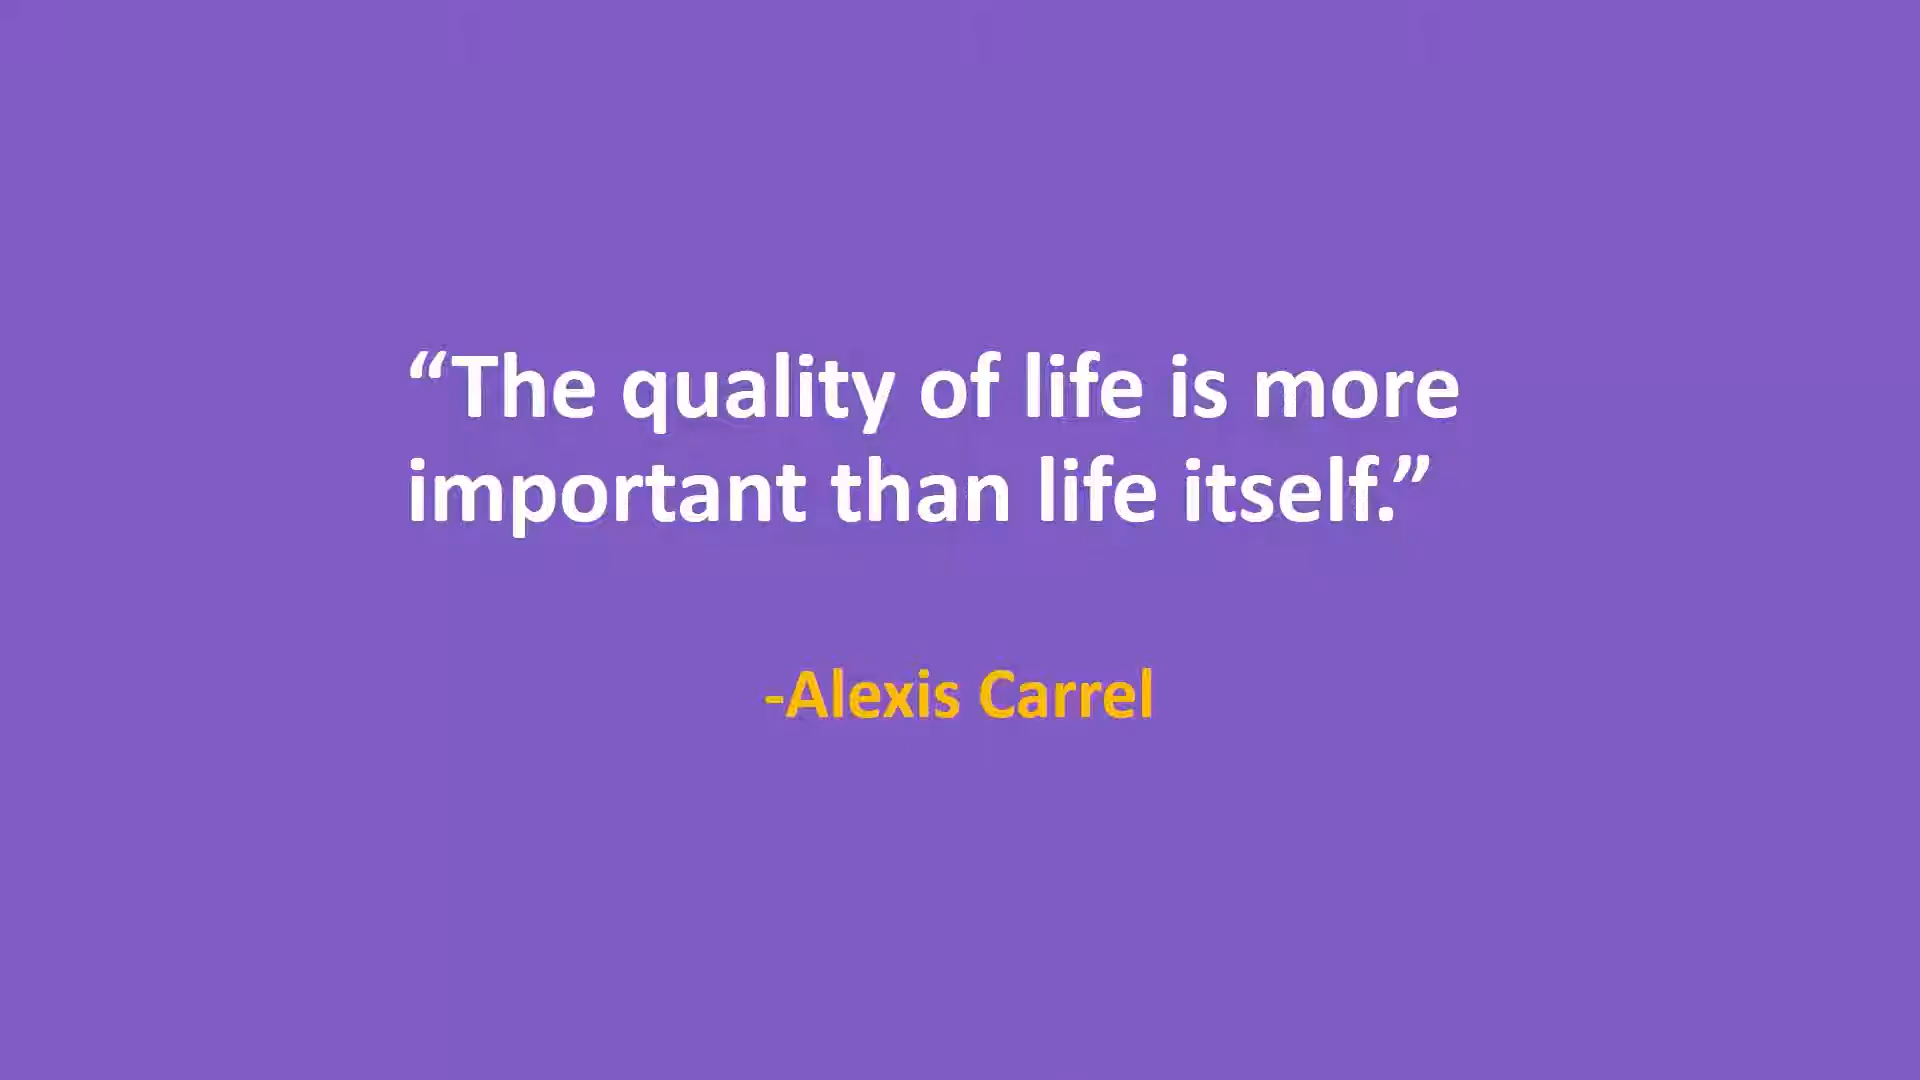 “The quality of life is more
important than life itself.”
-Alexis Carrel